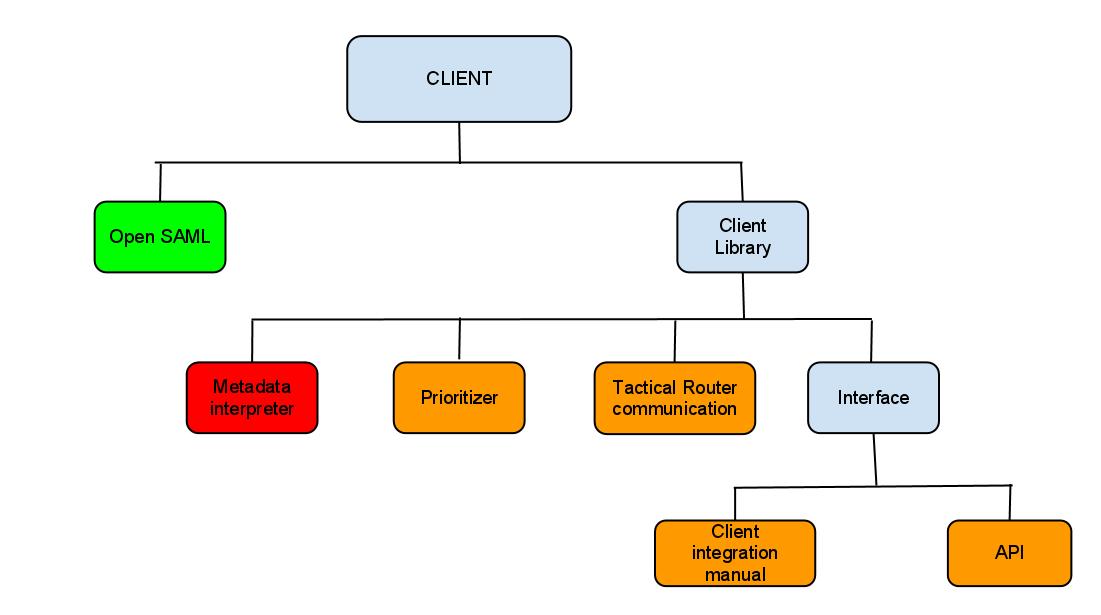 CLIENT
Open SAML
Client
Library
Metadata
interpreter
Prioritizer
Tactical Router
communication
Interface
Client
integration
manual
API